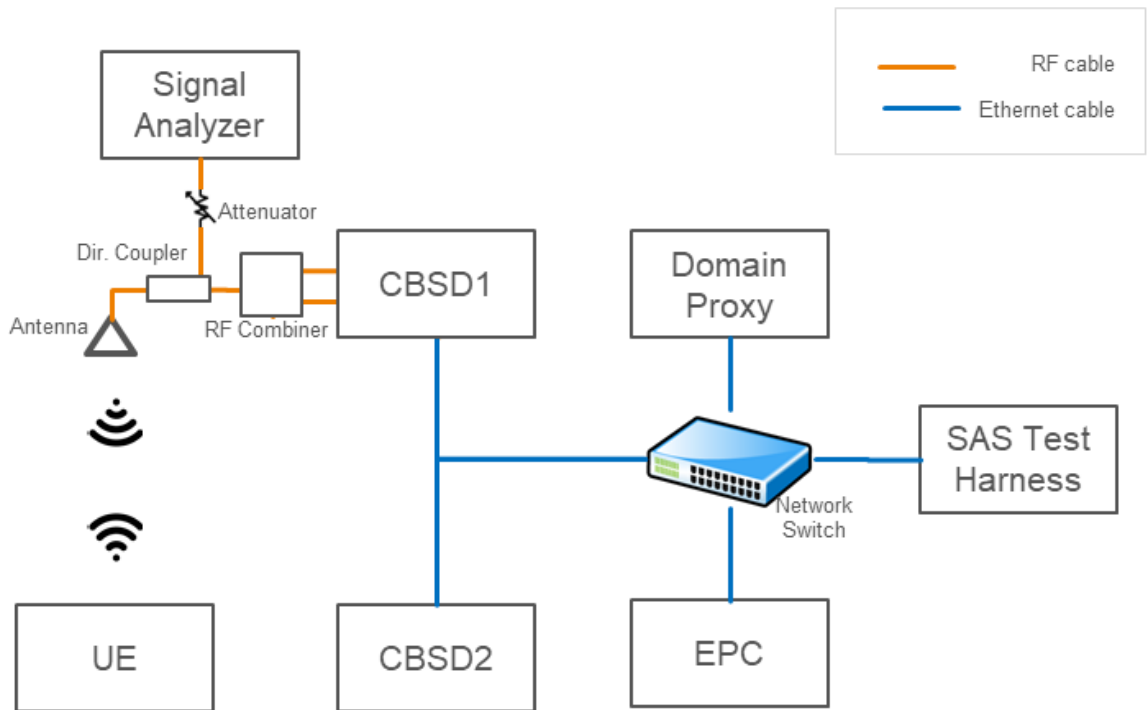 Signal
Analyzer
RF cable
Ethernet cable
Attenuator
Dir. Coupler
CBSD1
Domain
Proxy
Antenna
RF Combiner
SAS Test
Harness
Network
Switch
UE
CBSD2
EPC